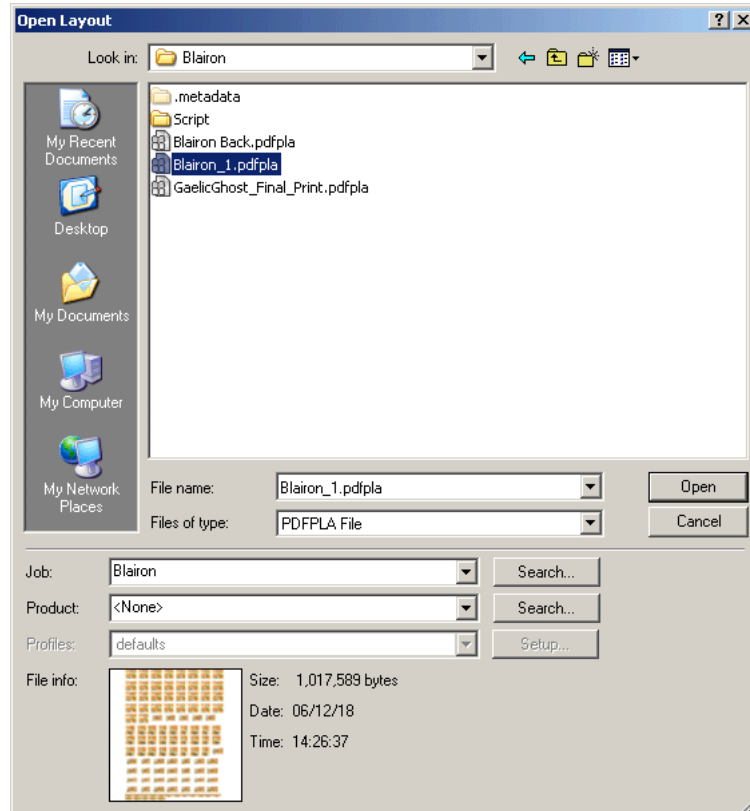 Open Layout
Look in: Blairon
My Recent
Documents
Desktop
My Documents
My Computer
My Network
Places
.metadata
Script
Blairon Back.pdfpla
Blairon_1.pdfpla
GaelicGhost_Final_Print.pdfpla
File name: Blairon_1.pdfpla Open
Files of type: PDFPLA File Cancel
Job: Blairon Search...
Product: <None> Search...
Profiles: defaults Setup...
File info: Size: 1,017,589 bytes
Date: 06/12/18
Time: 14:26:37